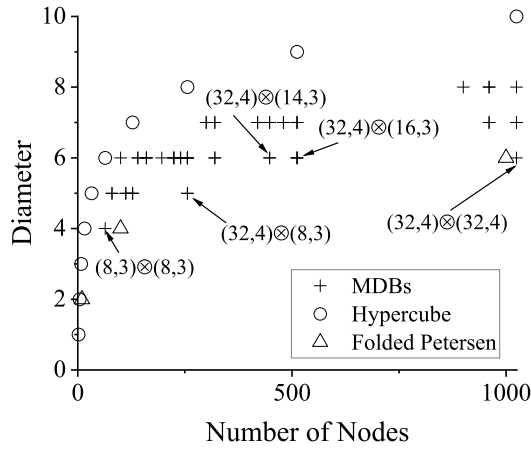 10
8
6
4
2
0
Diameter
(32,4)⊗(14,3)
(32,4)⊗(16,3)
(32,4)⊗(8,3)
(32,4)⊗(32,4)
(8,3)⊗(8,3)
MDBs
Hypercube
Folded Petersen
0 500 1000
Number of Nodes